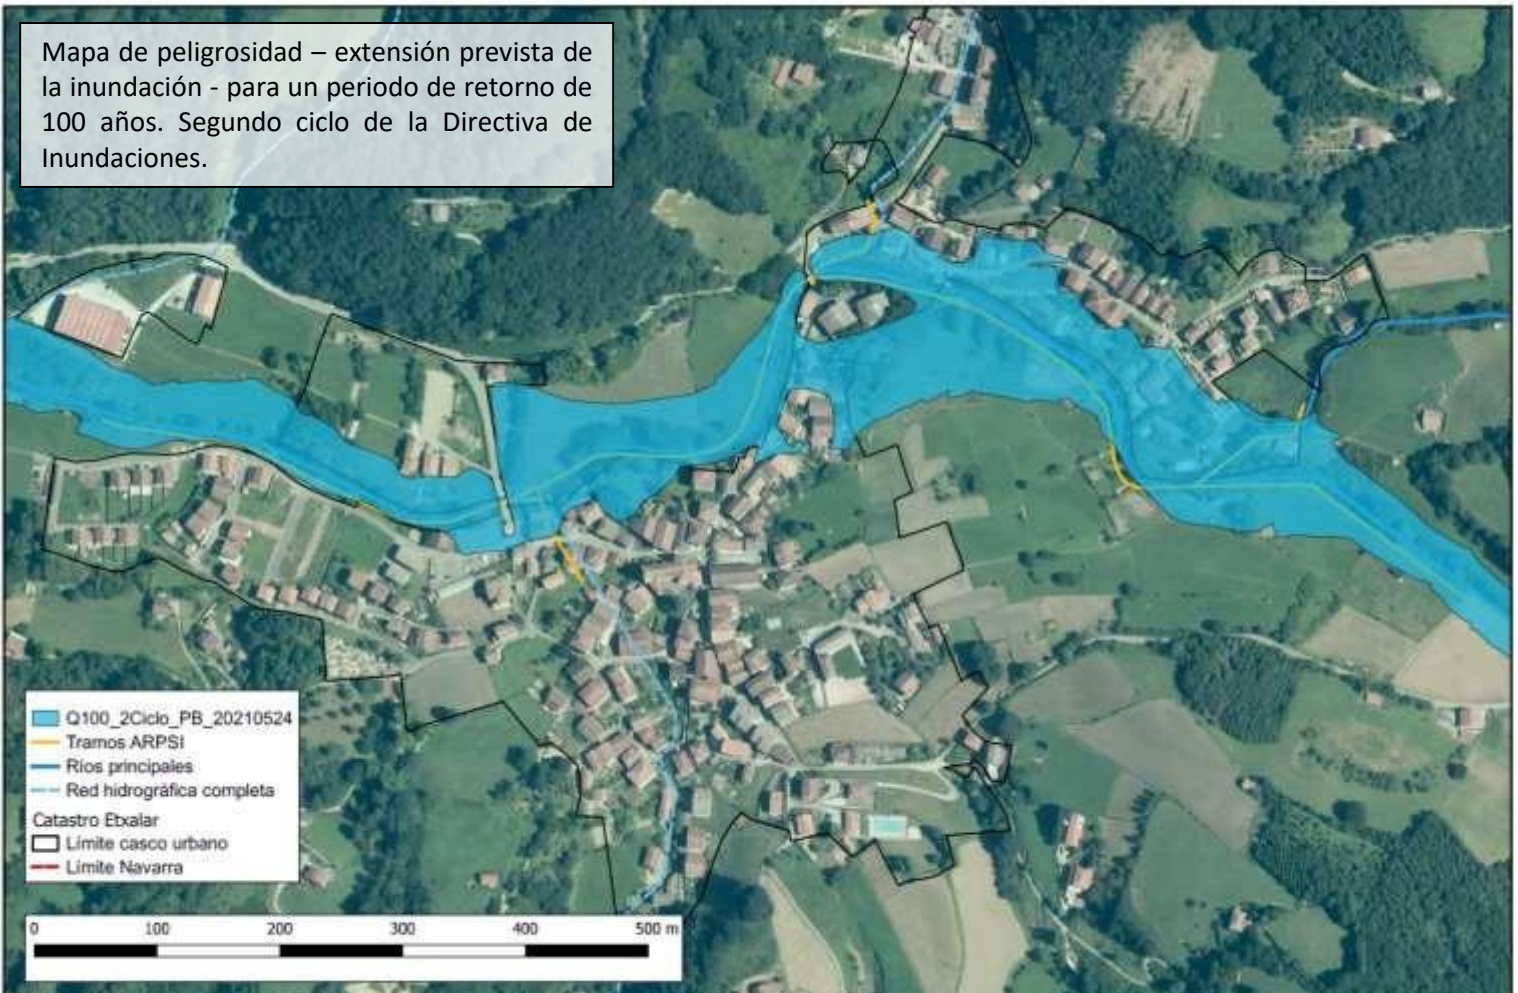 Mapa de peligrosidad – extensión prevista de
la inundación - para un periodo de retorno de
100 años. Segundo ciclo de la Directiva de
Inundaciones.
Q100_2Ciclo_PB_20210524
Tramos ARPSI
Ríos principales
Red hidrográfica completa
Catastro Etxalar
Límite casco urbano
Límite Navarra
0 100 200 300 400 500 m